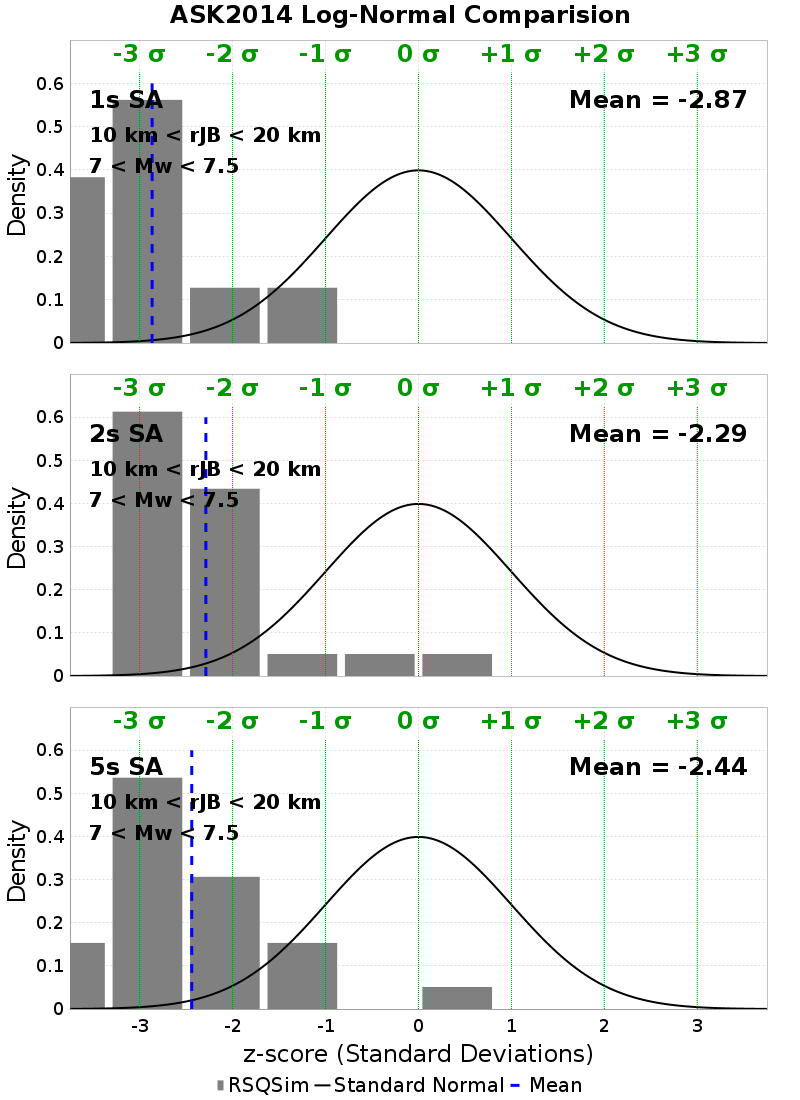 ASK2014 Log-Normal Comparision
-3 σ -2 σ -1 σ 0 σ +1 σ +2 σ +3 σ
0.6
1s SA Mean = -2.87
0.5
10 km < rJB < 20 km
7 < Mw < 7.5
0.4
0.3
0.2
0.1
0
Density
-3 σ -2 σ -1 σ 0 σ +1 σ +2 σ +3 σ
0.6
2s SA Mean = -2.29
0.5
10 km < rJB < 20 km
7 < Mw < 7.5
0.4
0.3
0.2
0.1
0
Density
-3 σ -2 σ -1 σ 0 σ +1 σ +2 σ +3 σ
0.6
5s SA Mean = -2.44
0.5
10 km < rJB < 20 km
7 < Mw < 7.5
0.4
0.3
0.2
0.1
0
Density
-3 -2 -1 0 1 2 3
z-score (Standard Deviations)
RSQSim Standard Normal Mean